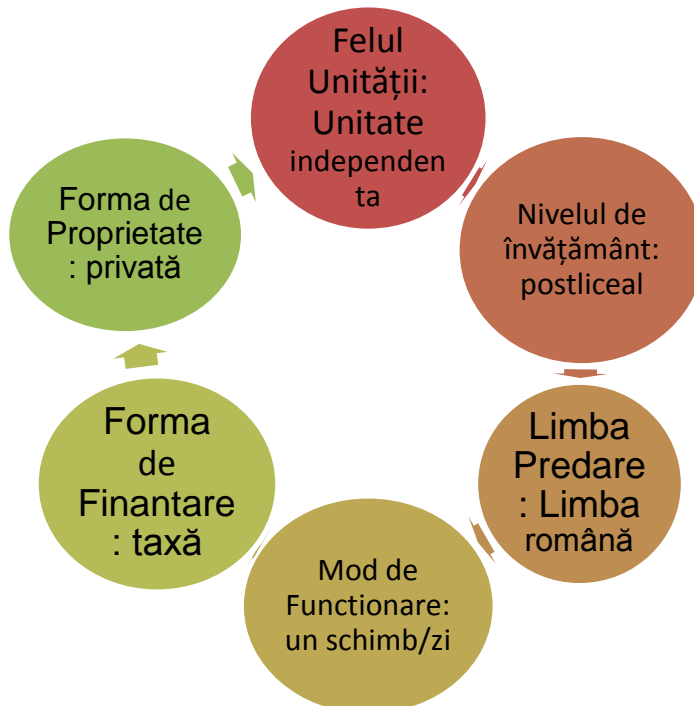 Felul
Unității:
Unitate
independen
ta
Nivelul de
învățământ:
postliceal
Limba
Predare
: Limba
română
Mod de
Functionare:
un schimb/zi
Forma
de
Finantare
: taxă
Forma de
Proprietate
: privată